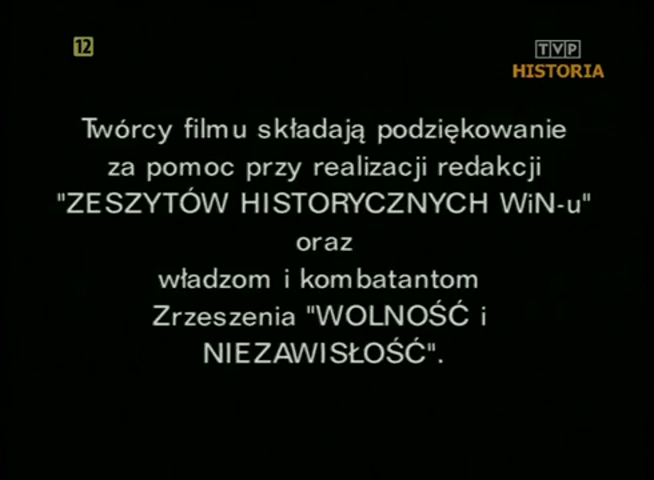 12
TVP
HISTORIA
Twórcy filmu składają podziękowanie
za pomoc przy realizacji redakcji
"ZESZYTÓW HISTORYCZNYCH WiN-u"
oraz
władzom i kombatantom
Zrzeszenia "WOLNOŚĆ i
NIEZAWISŁOŚĆ".